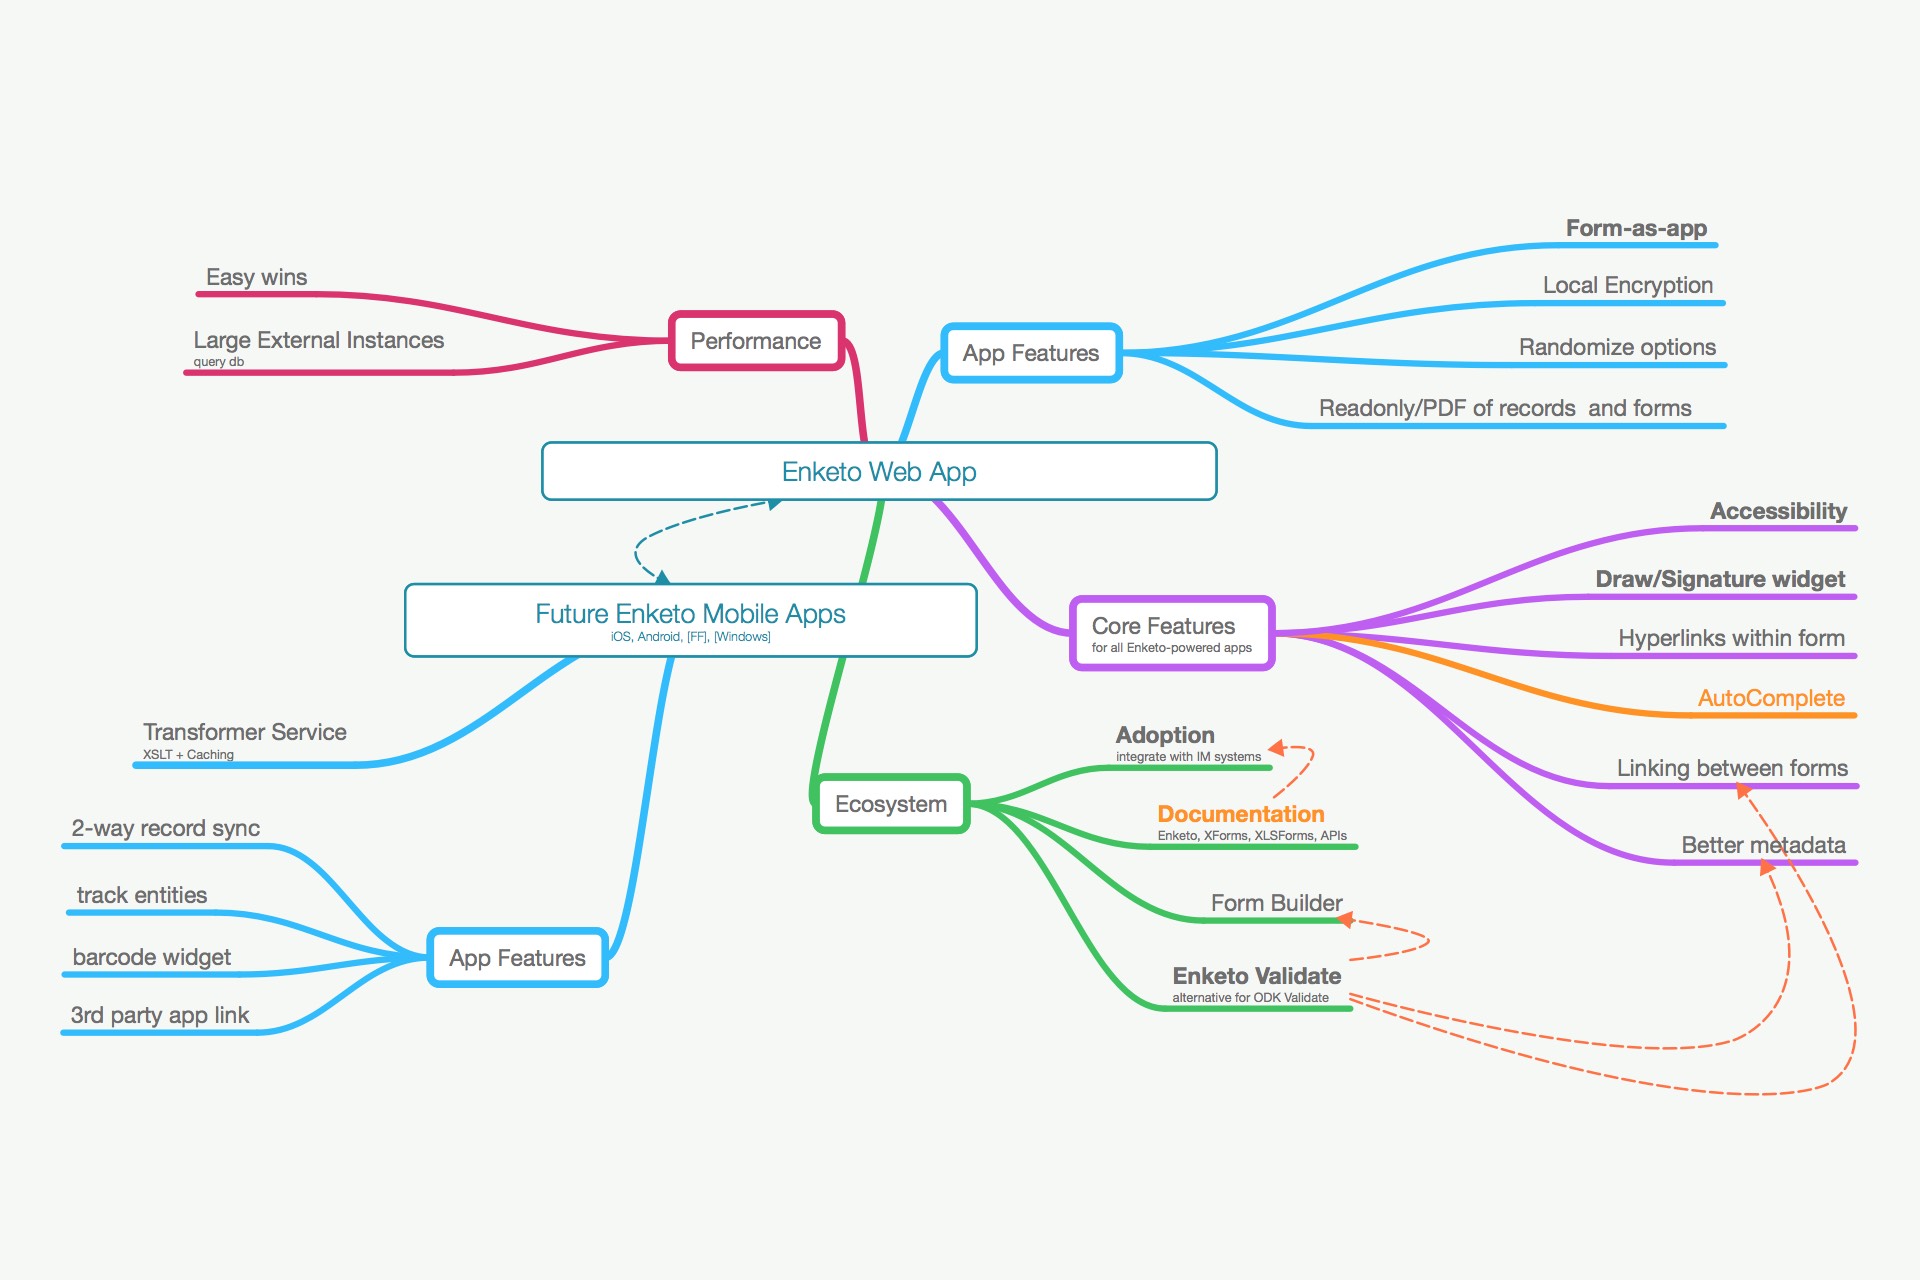 Easy wins
Large External Instances
query db
Performance
App Features
Form-as-app
Local Encryption
Randomize options
Readonly/PDF of records  and forms
Enketo Web App
Future Enketo Mobile Apps
iOS, Android, [FF], [Windows]
Core Features
for all Enketo-powered apps
Accessibility
Draw/Signature widget
Hyperlinks within form
AutoComplete
Linking between forms
Better metadata
Transformer Service
XSLT + Caching
App Features
2-way record sync
track entities
barcode widget
3rd party app link
Ecosystem
Adoption
integrate with IM systems
Documentation
Enketo, XForms, XLSForms, APIs
Form Builder
Enketo Validate
alternative for ODK Validate